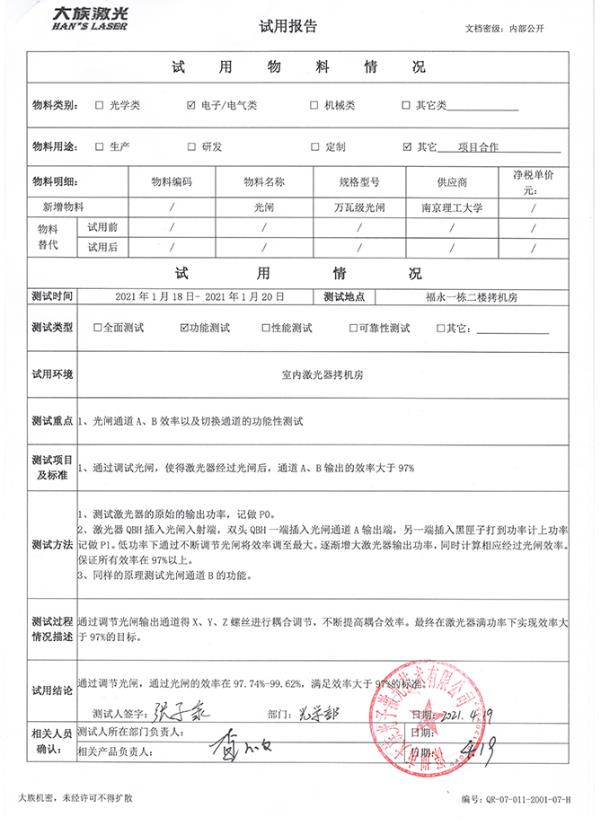 大族激光
HAN'S LASER
试用报告
文档密级：内部公开
试 用 物 料 情 况
物料类别： □ 光学类 ☑ 电子/电气类 □ 机械类 □ 其它类
物料用途： □ 生产 □ 研发 □ 定制 ☑ 其它 项目合作
物料明细： 物料编码 物料名称 规格型号 供应商 净税单价
元：
新增物料 / 光闸 万瓦级光闸 南京理工大学 /
物料
替代
试用前 / / / / /
试用后 / / / / /
试 用 情 况
测试时间 2021 年 1 月 18 日- 2021 年 1 月 20 日 测试地点 福永一栋二楼拷机房
测试类型 □全面测试 ☑功能测试 □性能测试 □可靠性测试 □其它：
试用环境 室内激光器拷机房
测试重点 1、光闸通道 A、B 效率以及切换通道的功能性测试
测试项目
及标准
1、通过调试光闸，使得激光器经过光闸后，通道 A、B 输出的效率大于 97%
测试方法
1、测试激光器的原始的输出功率，记做 P0。
2、激光器 QBH 插入光闸入射端，双头 QBH 一端插入光闸通道 A 输出端，另一端插入黑匣子打到功率计上功率
记做 P1。低功率下通过不断调节光闸将效率调至最大。逐渐增大激光器输出功率，同时计算相应经过光闸效率。
保证所有效率在 97%以上。
3、同样的原理测试光闸通道 B 的功能。
测试过程
情况描述
通过调节光闸输出通道得 X、Y、Z 螺丝进行耦合调节，不断提高耦合效率。最终在激光器满功率下实现效率大
于 97%的目标。
试用结论
通过调节光闸，通过光闸的效率在 97.74%-99.62%，满足效率大于 97%的标准。
测试人签字： 部门：光学部 日期：2021.4.19
相关人员
确认：
测试人所在部门负责人： 日期：
相关产品负责人： 日期： 4.19
大族机密，未经许可不得扩散
编号：QR-07-011-2001-07-H